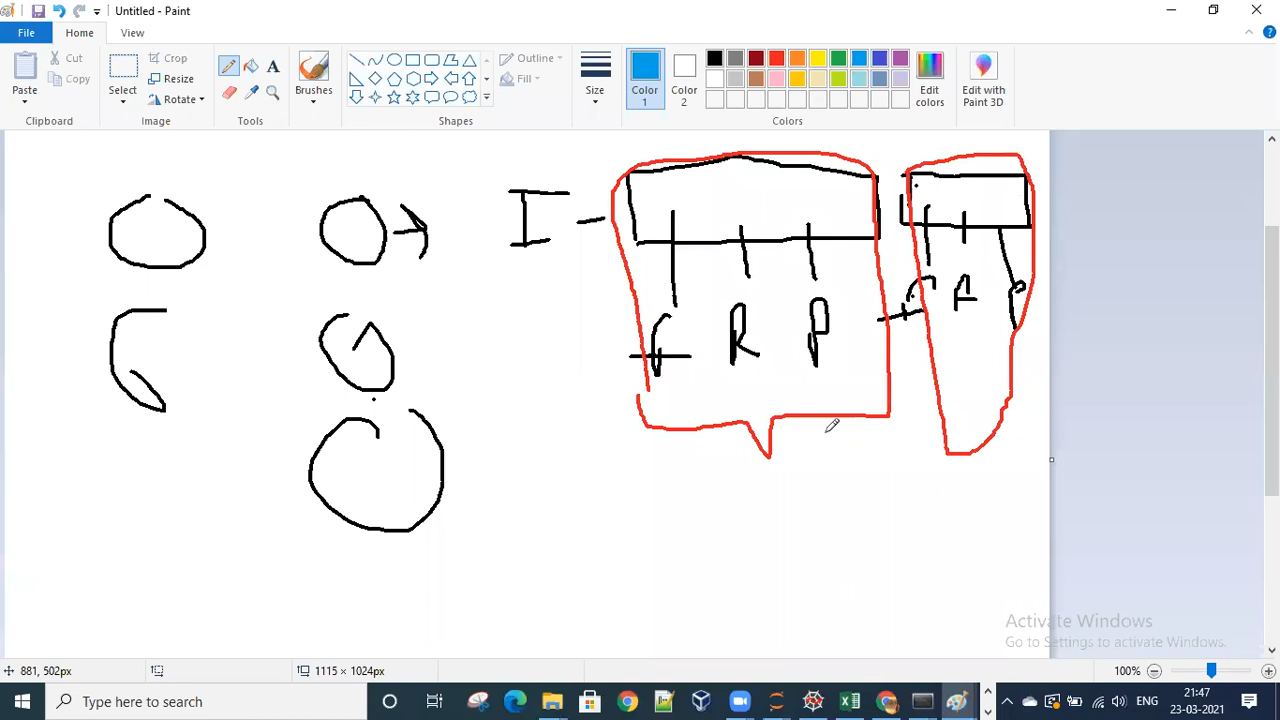 Untitled - Paint
File
Home
View
Paste
Cut
Copy
Clipboard
Select
Crop
Resize
Rotate
Image
A
Tools
Brushes
Outline
Fill
Shapes
Size
Color
1
Color
2
Edit
colors
Edit with
Paint 3D
Colors
I -
R P
Activate Windows
Go to Settings to activate Windows.
881, 502px
1115 × 1024px
100%
Type here to search
ENG
21:47
23-03-2021